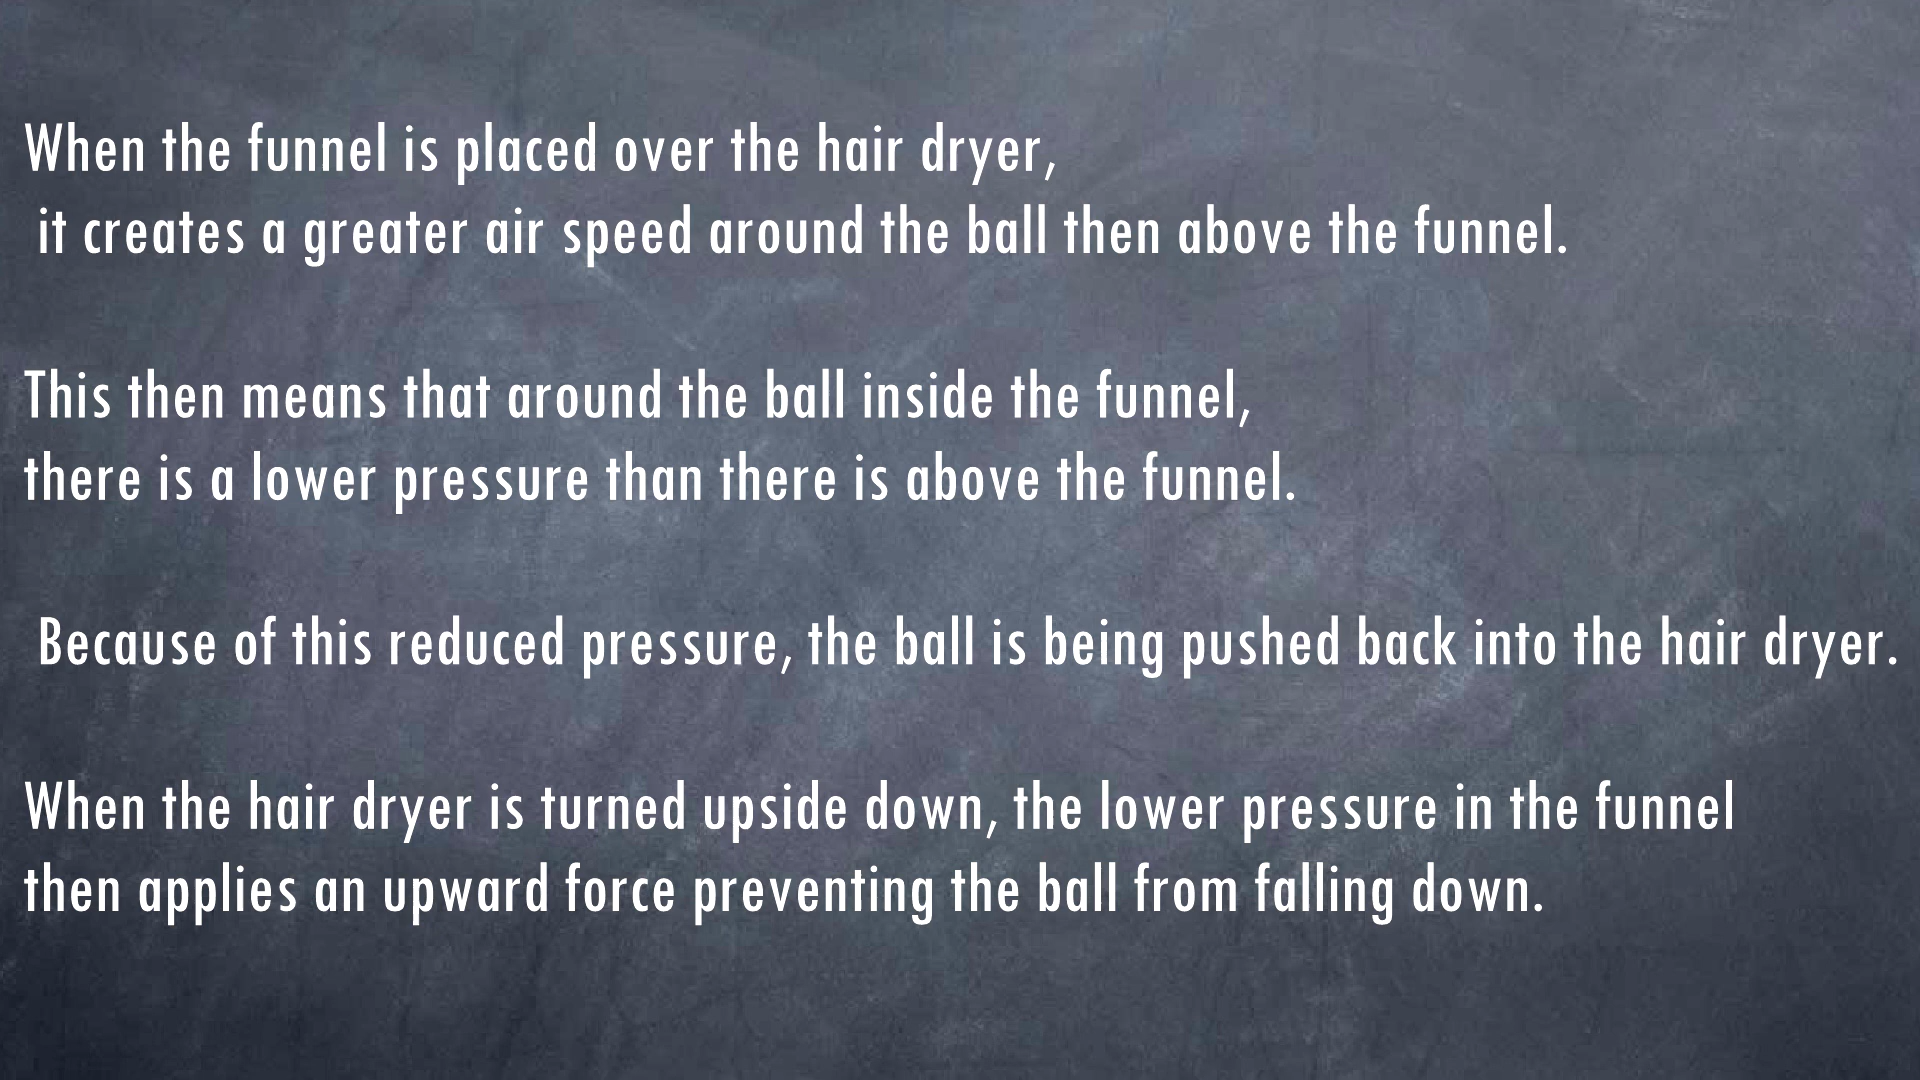 When the funnel is placed over the hair dryer,
it creates a greater air speed around the ball then above the funnel.
This then means that around the ball inside the funnel,
there is a lower pressure than there is above the funnel.
Because of this reduced pressure, the ball is being pushed back into the hair dryer.
When the hair dryer is turned upside down, the lower pressure in the funnel
then applies an upward force preventing the ball from falling down.